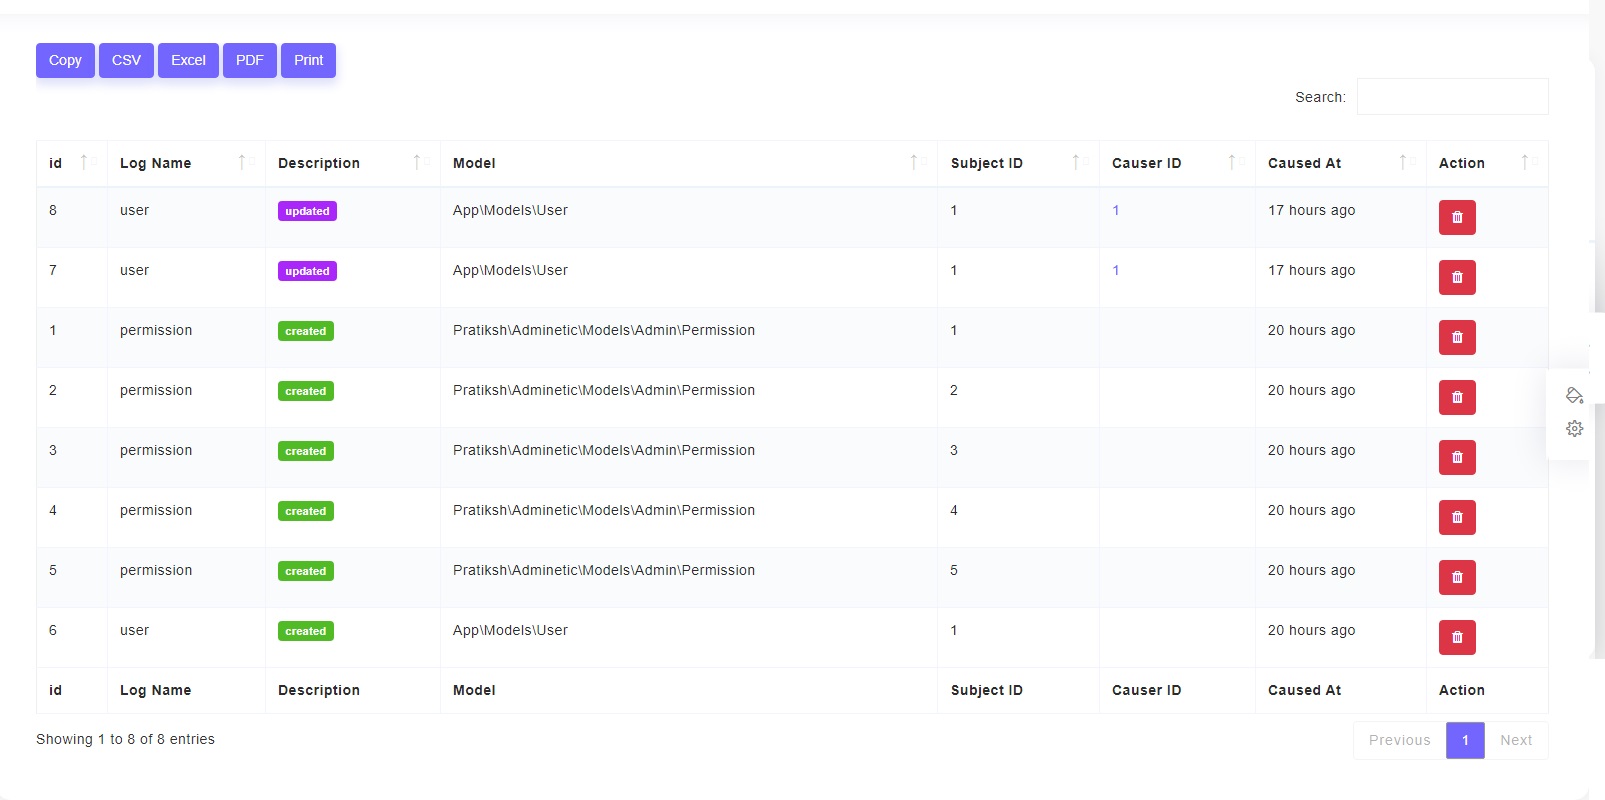 Copy CSV Excel PDF Print
Search:
id Log Name Description Model Subject ID Causer ID Caused At Action
8 user updated App\Models\User 1 1 17 hours ago
7 user updated App\Models\User 1 1 17 hours ago
1 permission created Pratiksh\Adminetic\Models\Admin\Permission 1 20 hours ago
2 permission created Pratiksh\Adminetic\Models\Admin\Permission 2 20 hours ago
3 permission created Pratiksh\Adminetic\Models\Admin\Permission 3 20 hours ago
4 permission created Pratiksh\Adminetic\Models\Admin\Permission 4 20 hours ago
5 permission created Pratiksh\Adminetic\Models\Admin\Permission 5 20 hours ago
6 user created App\Models\User 1 20 hours ago
id Log Name Description Model Subject ID Causer ID Caused At Action
Showing 1 to 8 of 8 entries
Previous 1 Next